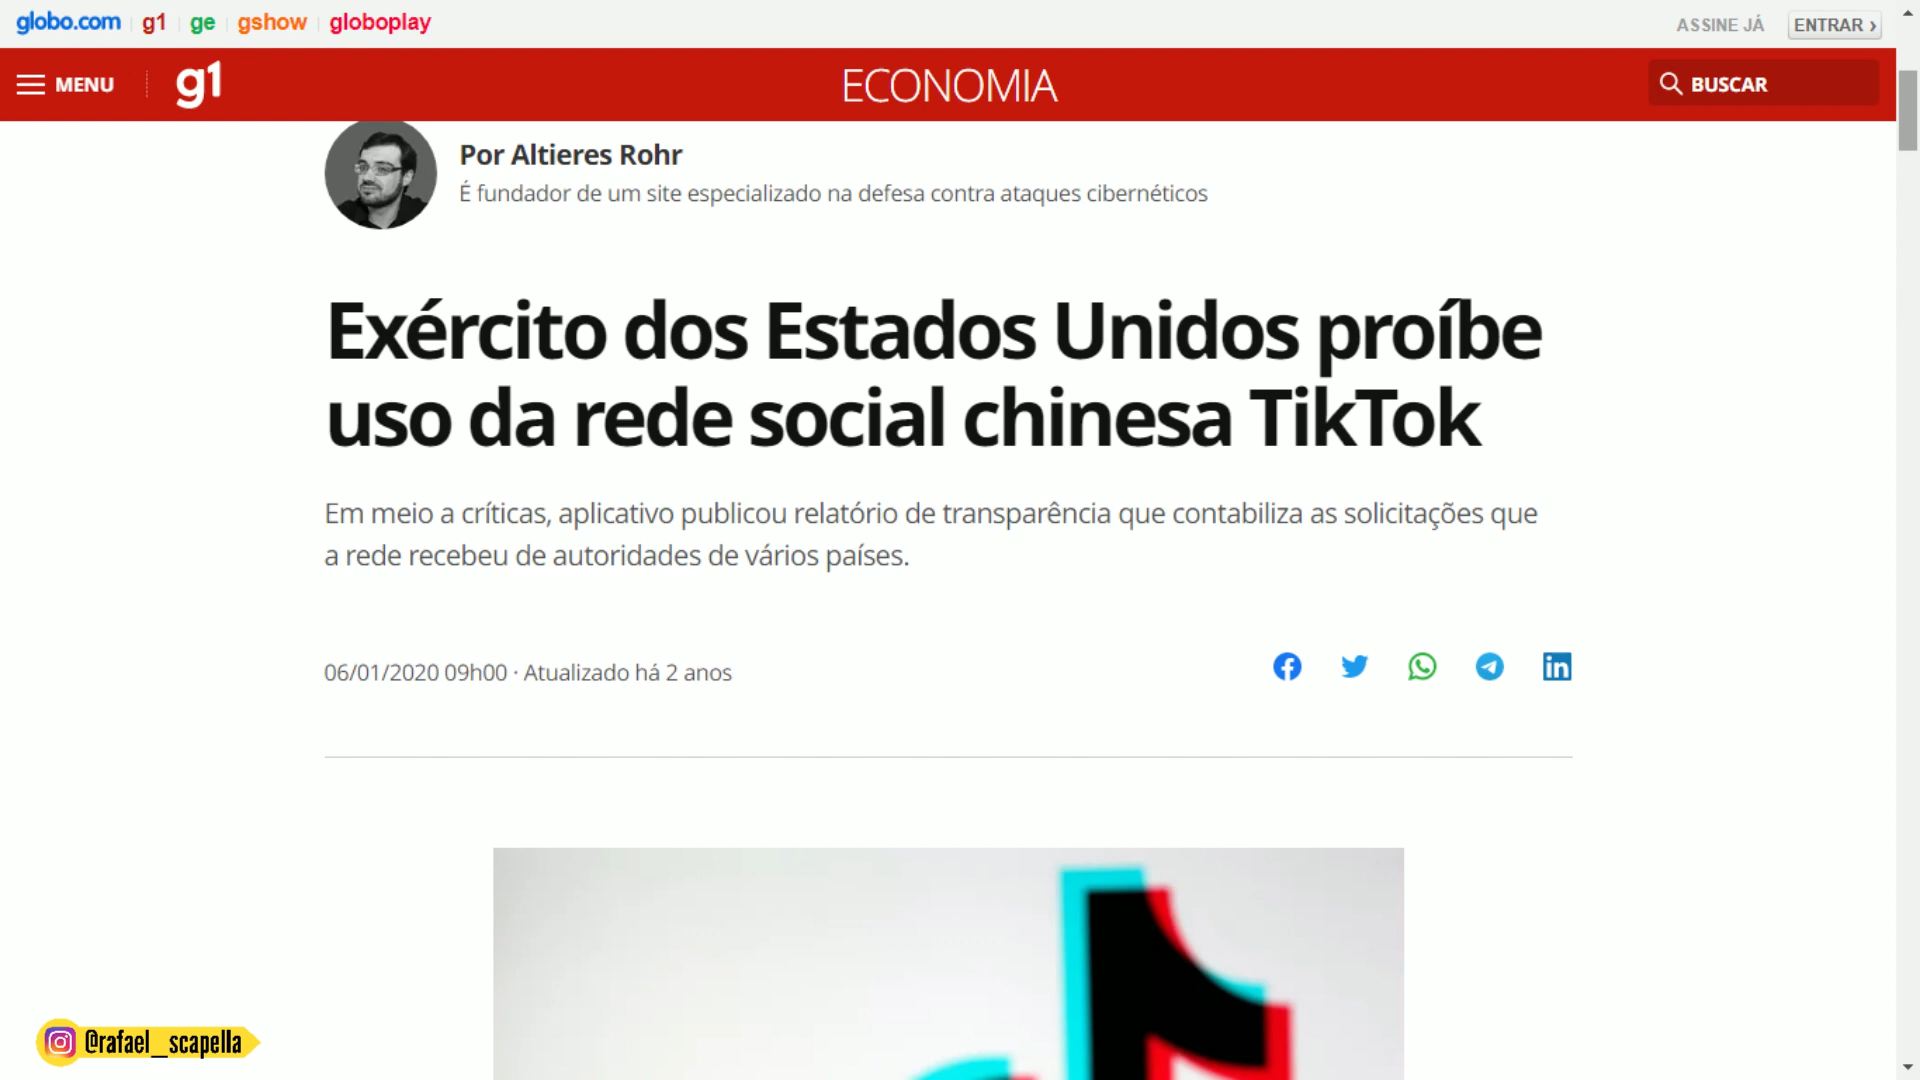 globo.com g1 ge gshow globoplay ASSINE JÁ ENTRAR ›
MENU g1 ECONOMIA BUSCAR
Por Altieres Rohr
É fundador de um site especializado na defesa contra ataques cibernéticos
Exército dos Estados Unidos proíbe
uso da rede social chinesa TikTok
Em meio a críticas, aplicativo publicou relatório de transparência que contabiliza as solicitações que
a rede recebeu de autoridades de vários países.
06/01/2020 09h00 · Atualizado há 2 anos
in
@rafael_scapella